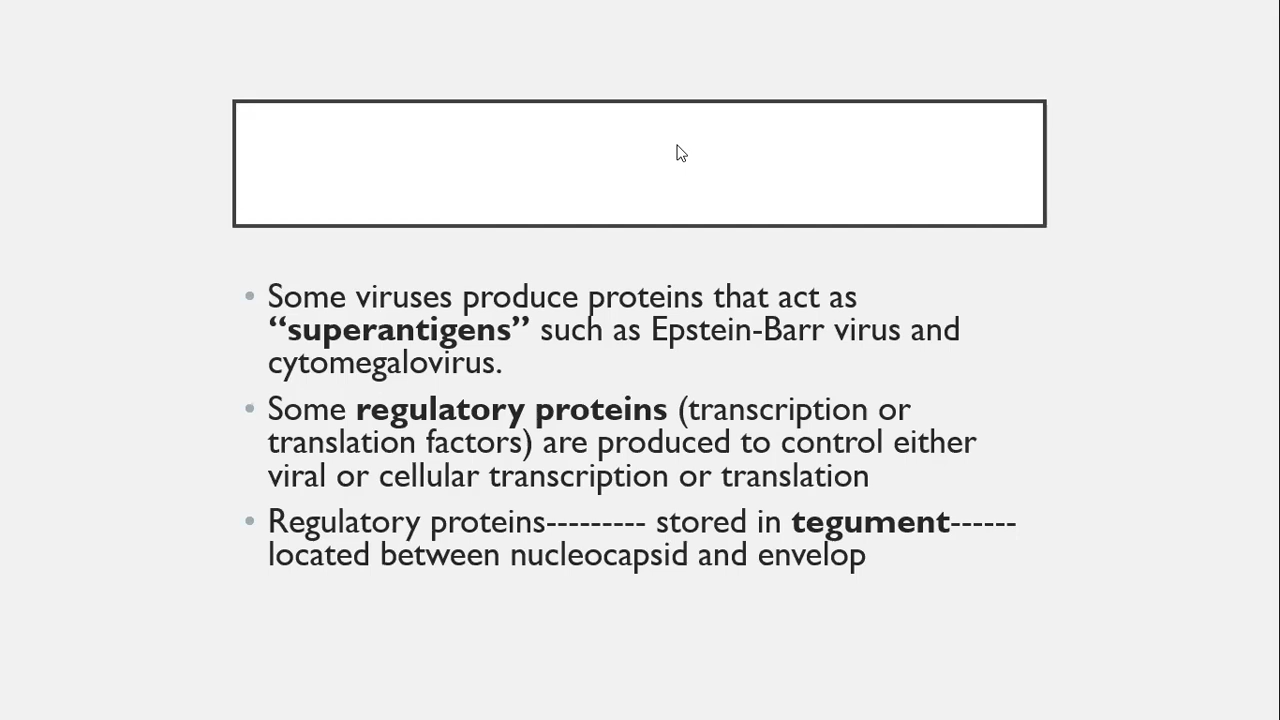 • Some viruses produce proteins that act as
“superantigens” such as Epstein-Barr virus and
cytomegalovirus.
• Some regulatory proteins (transcription or
translation factors) are produced to control either
viral or cellular transcription or translation
• Regulatory proteins--------- stored in tegument------
located between nucleocapsid and envelop